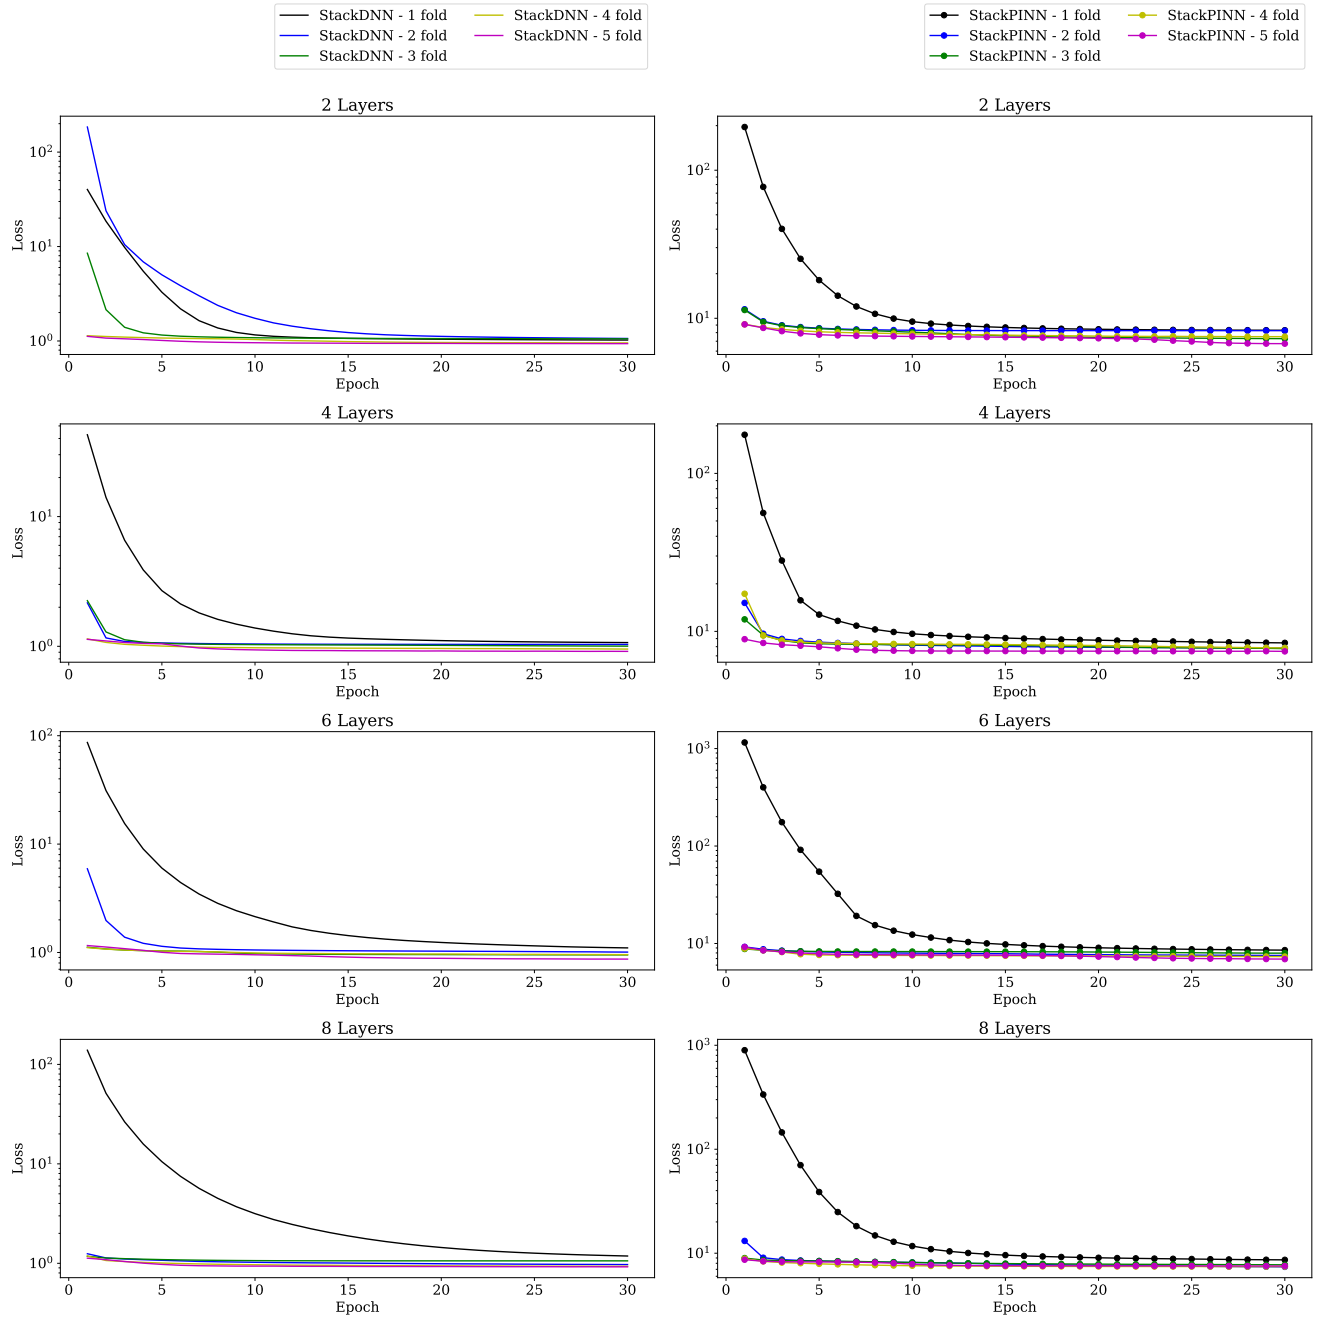 StackDNN - 1 fold
StackDNN - 2 fold
StackDNN - 3 fold
StackDNN - 4 fold
StackDNN - 5 fold
StackPINN - 1 fold
StackPINN - 2 fold
StackPINN - 3 fold
StackPINN - 4 fold
StackPINN - 5 fold
2 Layers
10²
10¹
10⁰
Loss
0 5 10 15 20 25 30
Epoch
2 Layers
10²
10¹
Loss
0 5 10 15 20 25 30
Epoch
4 Layers
10¹
10⁰
Loss
0 5 10 15 20 25 30
Epoch
4 Layers
10²
10¹
Loss
0 5 10 15 20 25 30
Epoch
6 Layers
10²
10¹
10⁰
Loss
0 5 10 15 20 25 30
Epoch
6 Layers
10³
10²
10¹
Loss
0 5 10 15 20 25 30
Epoch
8 Layers
10²
10¹
10⁰
Loss
0 5 10 15 20 25 30
Epoch
8 Layers
10³
10²
10¹
Loss
0 5 10 15 20 25 30
Epoch